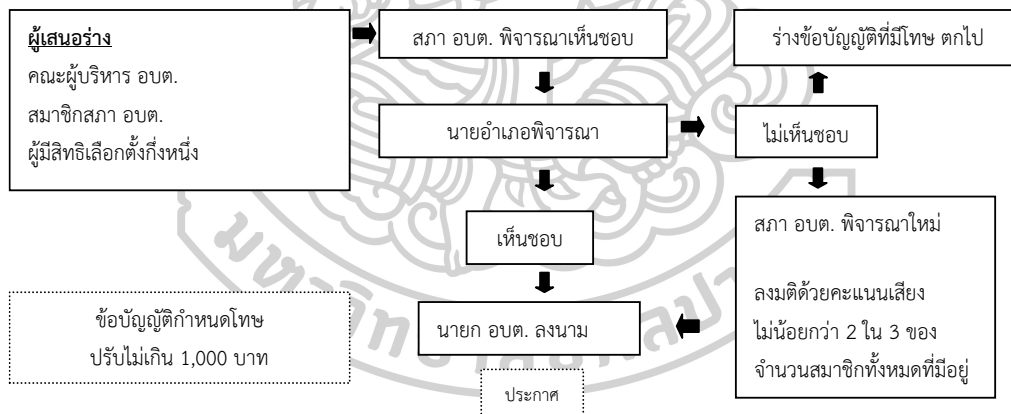 ผู้เสนอร่าง
คณะผู้บริหาร อบต.
สมาชิกสภา อบต.
ผู้มีสิทธิเลือกตั้งกึ่งหนึ่ง
สภา อบต. พิจารณาเห็นชอบ
ร่างข้อบัญญัติที่มีโทษ ตกไป
นายอำเภอพิจารณา
ไม่เห็นชอบ
เห็นชอบ
สภา อบต. พิจารณาใหม่
ลงมติด้วยคะแนนเสียง
ไม่น้อยกว่า 2 ใน 3 ของ
จำนวนสมาชิกทั้งหมดที่มีอยู่
ข้อบัญญัติกำหนดโทษ
ปรับไม่เกิน 1,000 บาท
นายก อบต. ลงนาม
ประกาศ